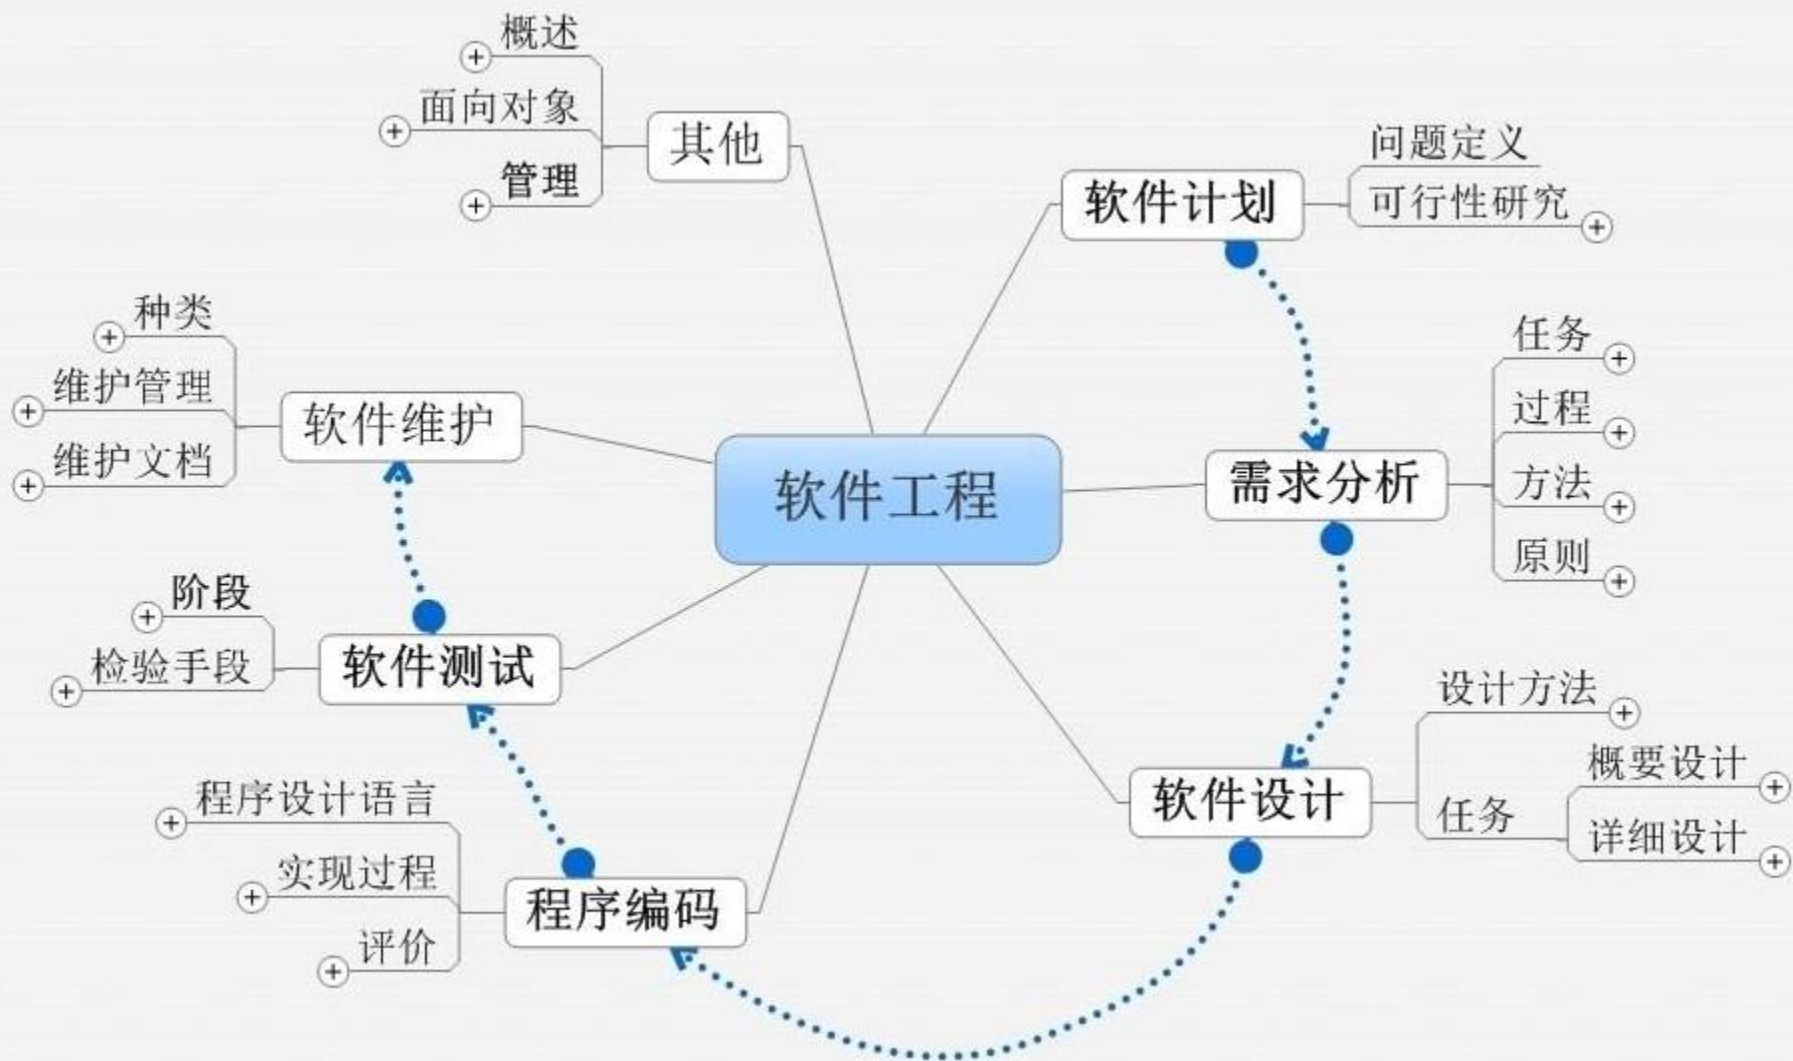 软件工程
软件计划
问题定义
可行性研究
需求分析
任务
过程
方法
原则
软件设计
设计方法
任务
概要设计
详细设计
程序编码
程序设计语言
实现过程
评价
软件测试
阶段
检验手段
软件维护
种类
维护管理
维护文档
其他
概述
面向对象
管理